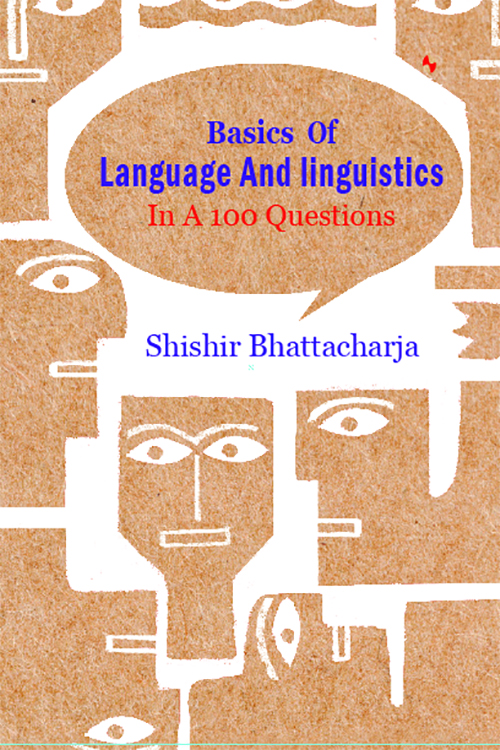 Basics Of
Language And linguistics
In A 100 Questions
Shishir Bhattacharja